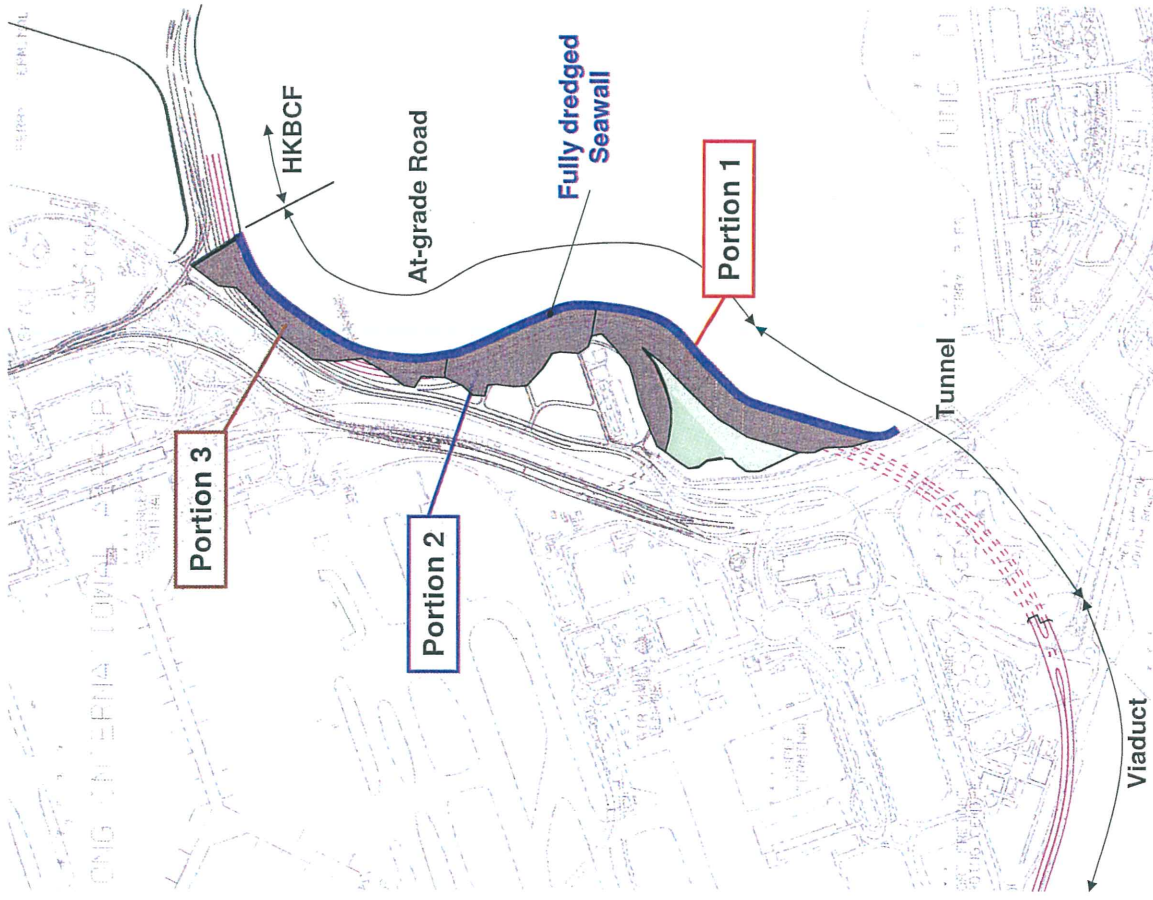 HKBCF
At-grade Road
Fully dredged
Seawall
Portion 1
Portion 2
Portion 3
Tunnel
Viaduct